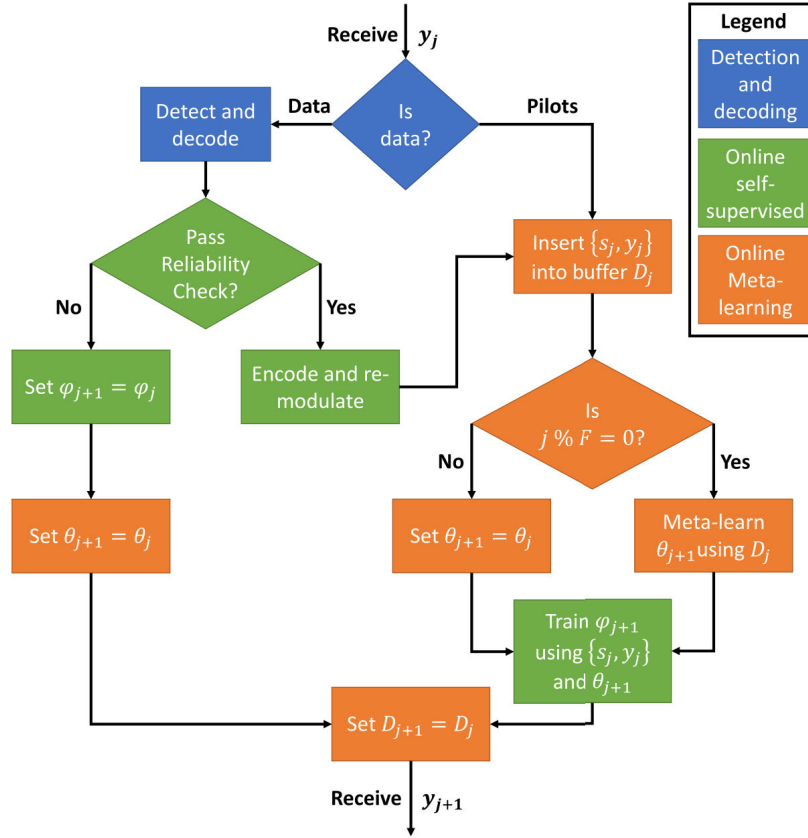 Receive y_j
Is
data?
Data
Pilots
Detect and
decode
Pass
Reliability
Check?
No
Yes
Set φ_{j+1} = φ_j
Encode and re-
modulate
Insert {s_j, y_j}
into buffer D_j
Is
j % F = 0?
No
Yes
Set θ_{j+1} = θ_j
Set θ_{j+1} = θ_j
Meta-learn
θ_{j+1} using D_j
Train φ_{j+1}
using {s_j, y_j}
and θ_{j+1}
Set D_{j+1} = D_j
Receive y_{j+1}
Legend
Detection
and
decoding
Online
self-
supervised
Online
Meta-
learning